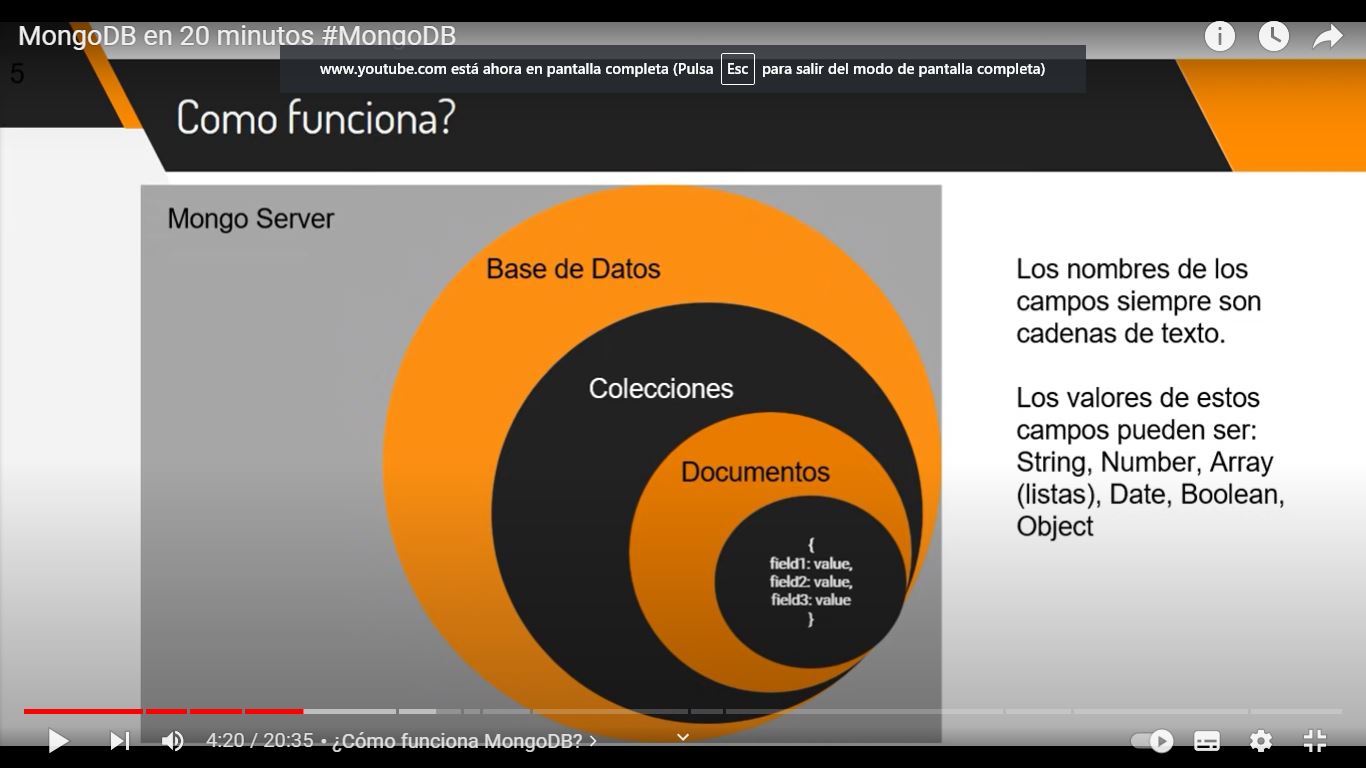 MongoDB en 20 minutos #MongoDB
www.youtube.com está ahora en pantalla completa (Pulsa Esc para salir del modo de pantalla completa)
5
Como funciona?
Mongo Server
Base de Datos
Colecciones
Documentos
{
field1: value,
field2: value,
field3: value
}
Los nombres de los
campos siempre son
cadenas de texto.
Los valores de estos
campos pueden ser:
String, Number, Array
(listas), Date, Boolean,
Object
4:20 / 20:35 • ¿Cómo funciona MongoDB? >